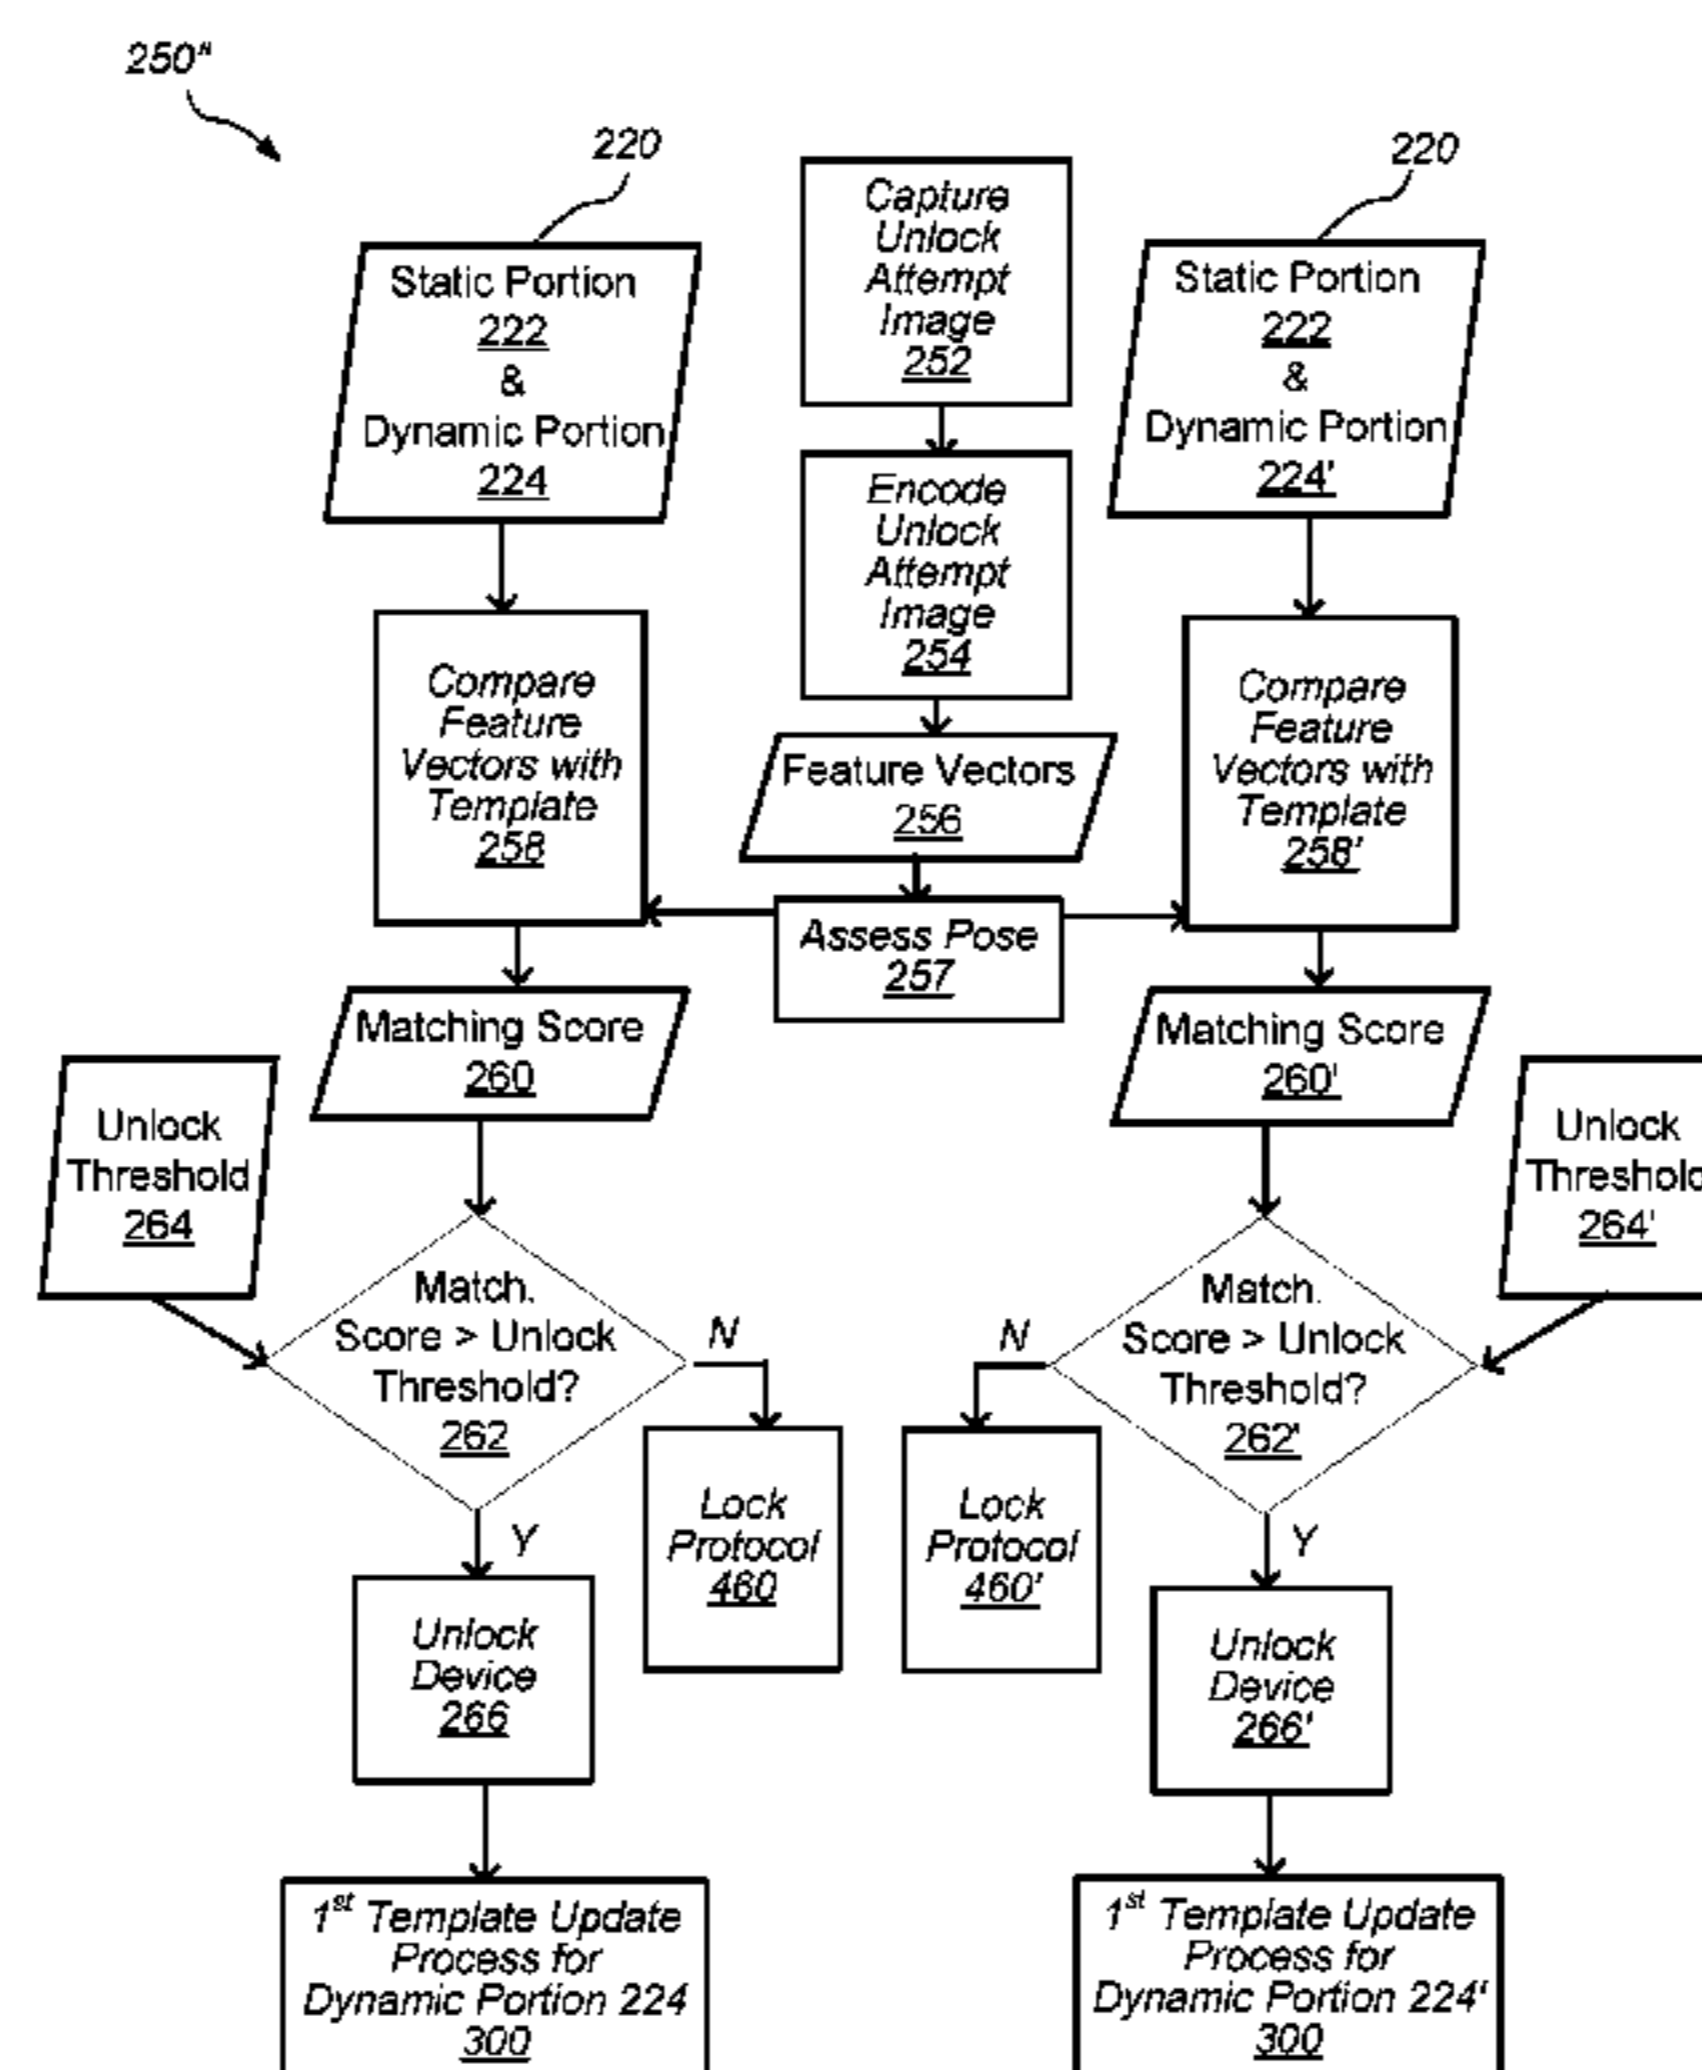 250"
220
220
Static Portion
222
&
Dynamic Portion
224
Capture
Unlock
Attempt
Image
252
Static Portion
222
&
Dynamic Portion
224'
Encode
Unlock
Attempt
Image
254
Compare
Feature
Vectors with
Template
258
Feature Vectors
256
Compare
Feature
Vectors with
Template
258'
Assess Pose
257
Matching Score
260
Matching Score
260'
Unlock
Threshold
264
Unlock
Threshold
264'
Match.
Score > Unlock
Threshold?
262
N
Y
N
Match.
Score > Unlock
Threshold?
262'
Y
Lock
Protocol
460
Lock
Protocol
460'
Unlock
Device
266
Unlock
Device
266'
1st Template Update
Process for
Dynamic Portion 224
300
1st Template Update
Process for
Dynamic Portion 224'
300